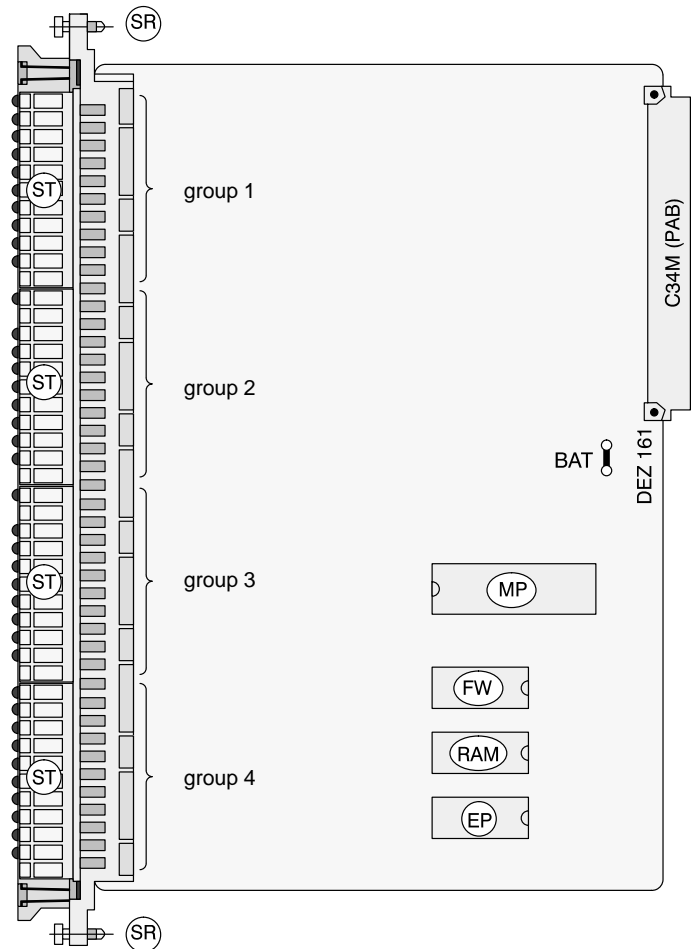 SR
ST
group 1
C34M (PAB)
ST
group 2
BAT
DEZ 161
ST
group 3
MP
FW
RAM
ST
group 4
EP
SR